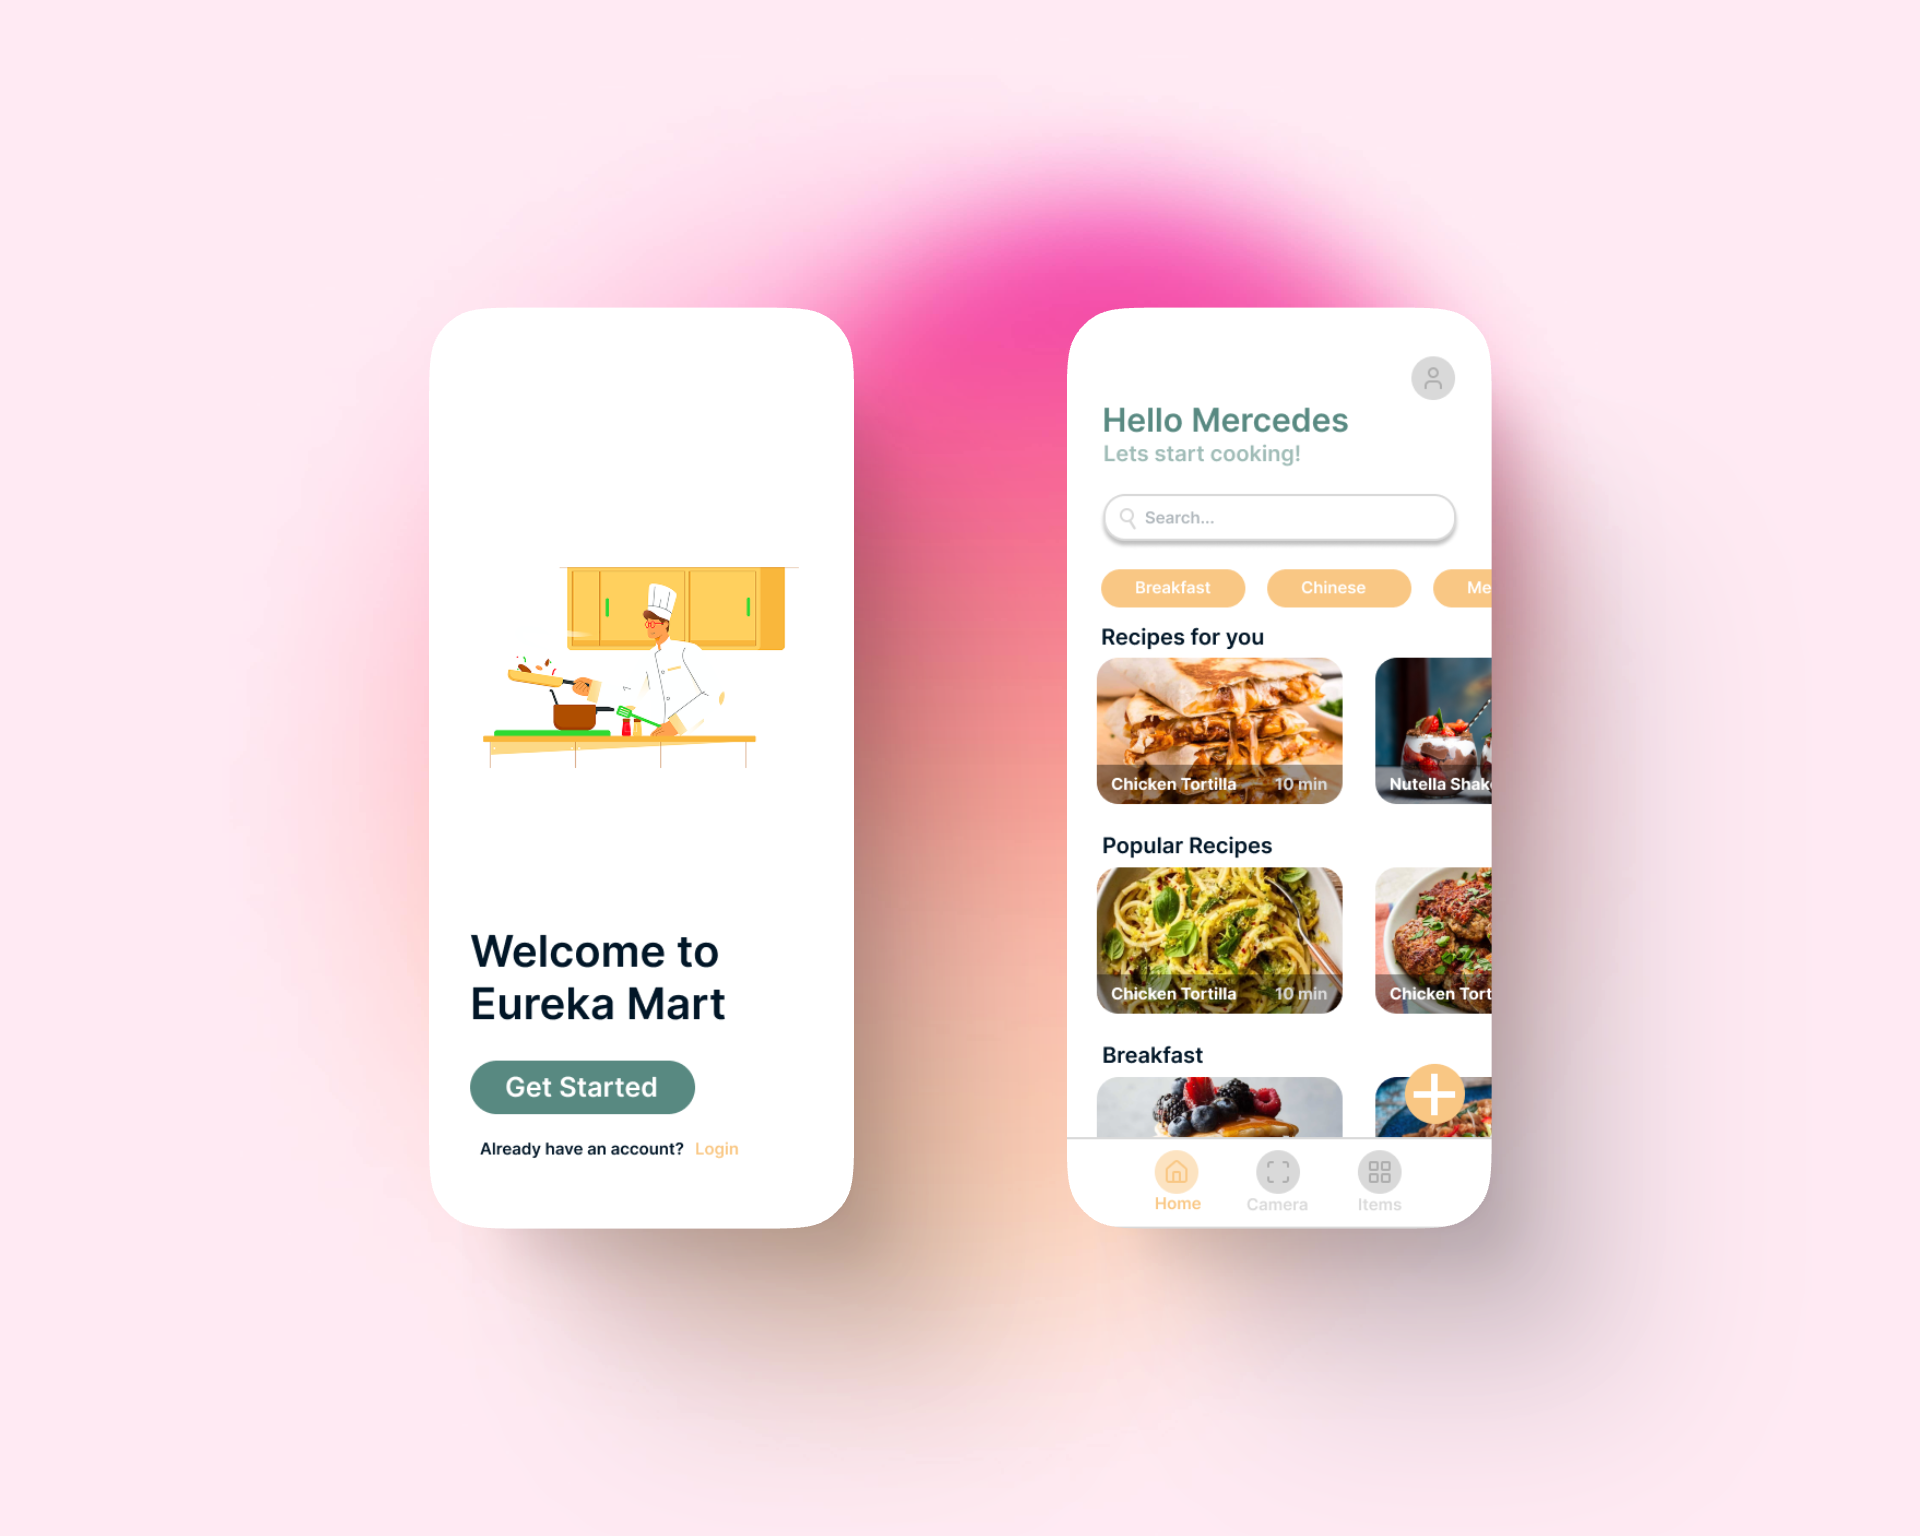 Welcome to
Eureka Mart
Get Started
Already have an account? Login
Hello Mercedes
Lets start cooking!
Search...
Breakfast Chinese Me
Recipes for you
Chicken Tortilla 10 min Nutella Shak
Popular Recipes
Chicken Tortilla 10 min Chicken Tort
Breakfast
Home Camera Items